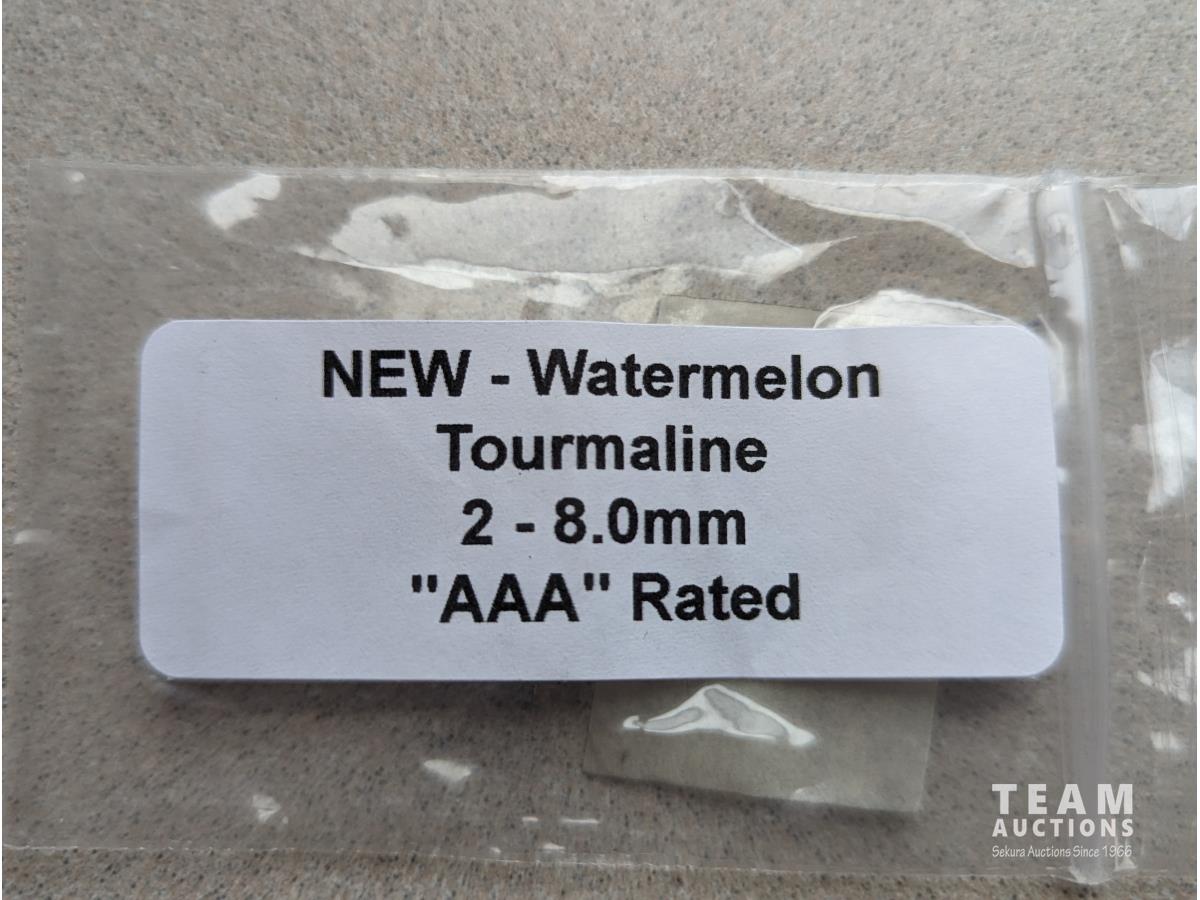 NEW - Watermelon
Tourmaline
2 - 8.0mm
"AAA" Rated
TEAM
AUCTIONS
Sekura Auctions Since 1966